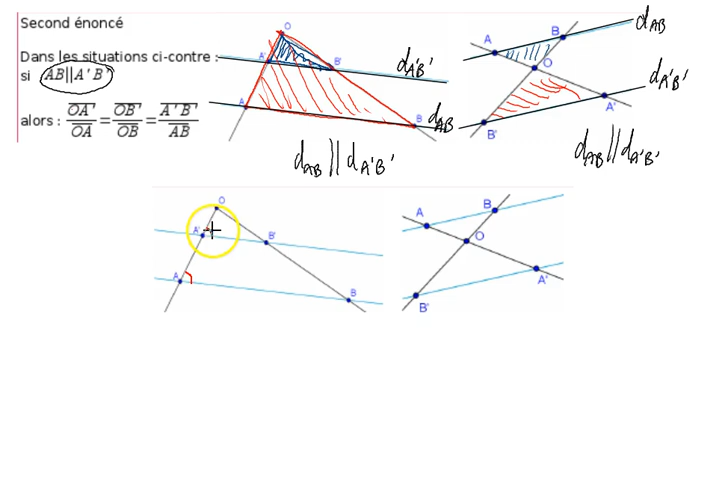 Second énoncé
Dans les situations ci-contre :
si AB||A'B'
alors : OA'/OA = OB'/OB = A'B'/AB
O
A'
B'
A
B
d_A'B'
d_AB
d_AB || d_A'B'
A
B
O
A'
B'
d_AB
d_A'B'
d_AB || d_A'B'
O
A'
B'
A
B
A
B
O
A'
B'